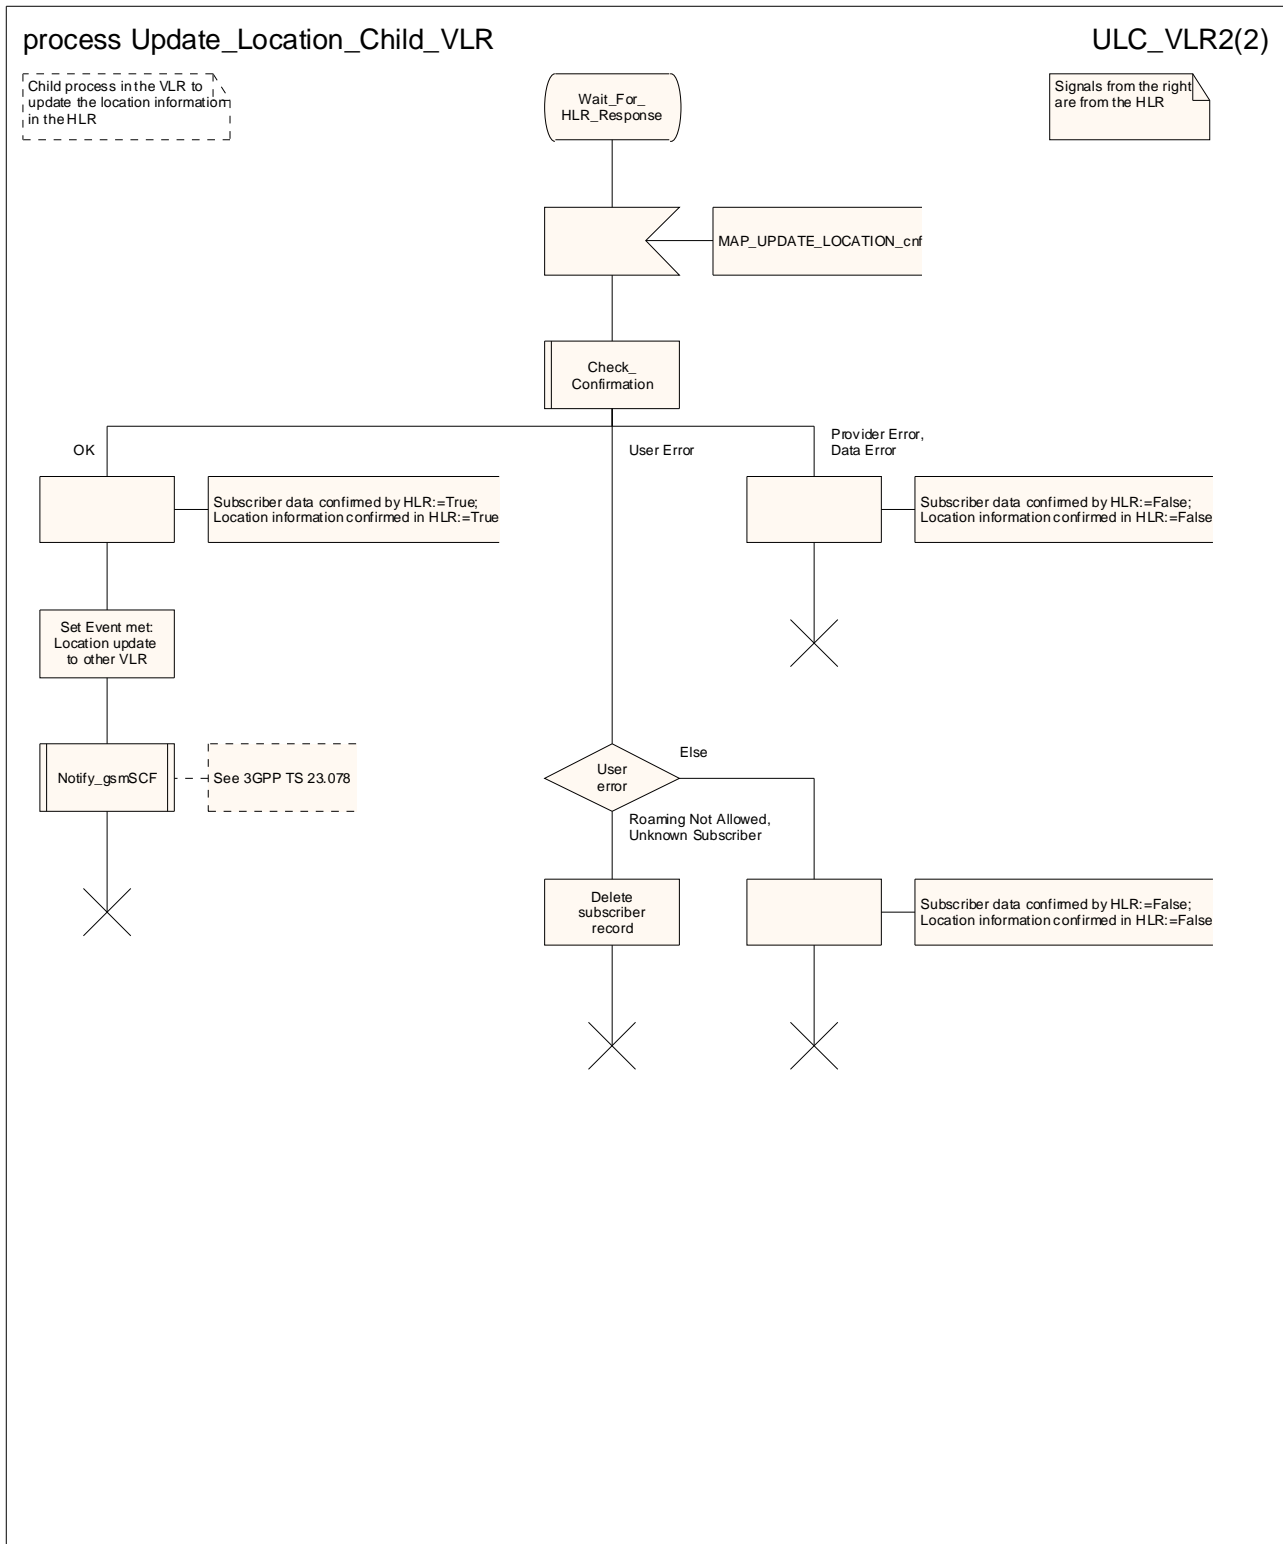 process Update_Location_Child_VLR
ULC_VLR2(2)
Child process in the VLR to
update the location information
in the HLR
Wait_For_
HLR_Response
Signals from the right
are from the HLR
MAP_UPDATE_LOCATION_cnf
Check_
Confirmation
OK
User Error
Provider Error,
Data Error
Subscriber data confirmed by HLR:=True;
Location information confirmed in HLR:=True
Subscriber data confirmed by HLR:=False;
Location information confirmed in HLR:=False
Set Event met:
Location update
to other VLR
Notify_gsmSCF
See 3GPP TS 23.078
User
error
Else
Roaming Not Allowed,
Unknown Subscriber
Delete
subscriber
record
Subscriber data confirmed by HLR:=False;
Location information confirmed in HLR:=False